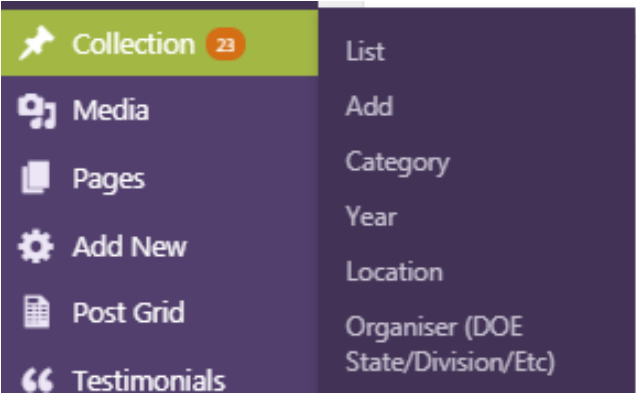 Collection 23
Media
Pages
Add New
Post Grid
Testimonials
List
Add
Category
Year
Location
Organiser (DOE
State/Division/Etc)